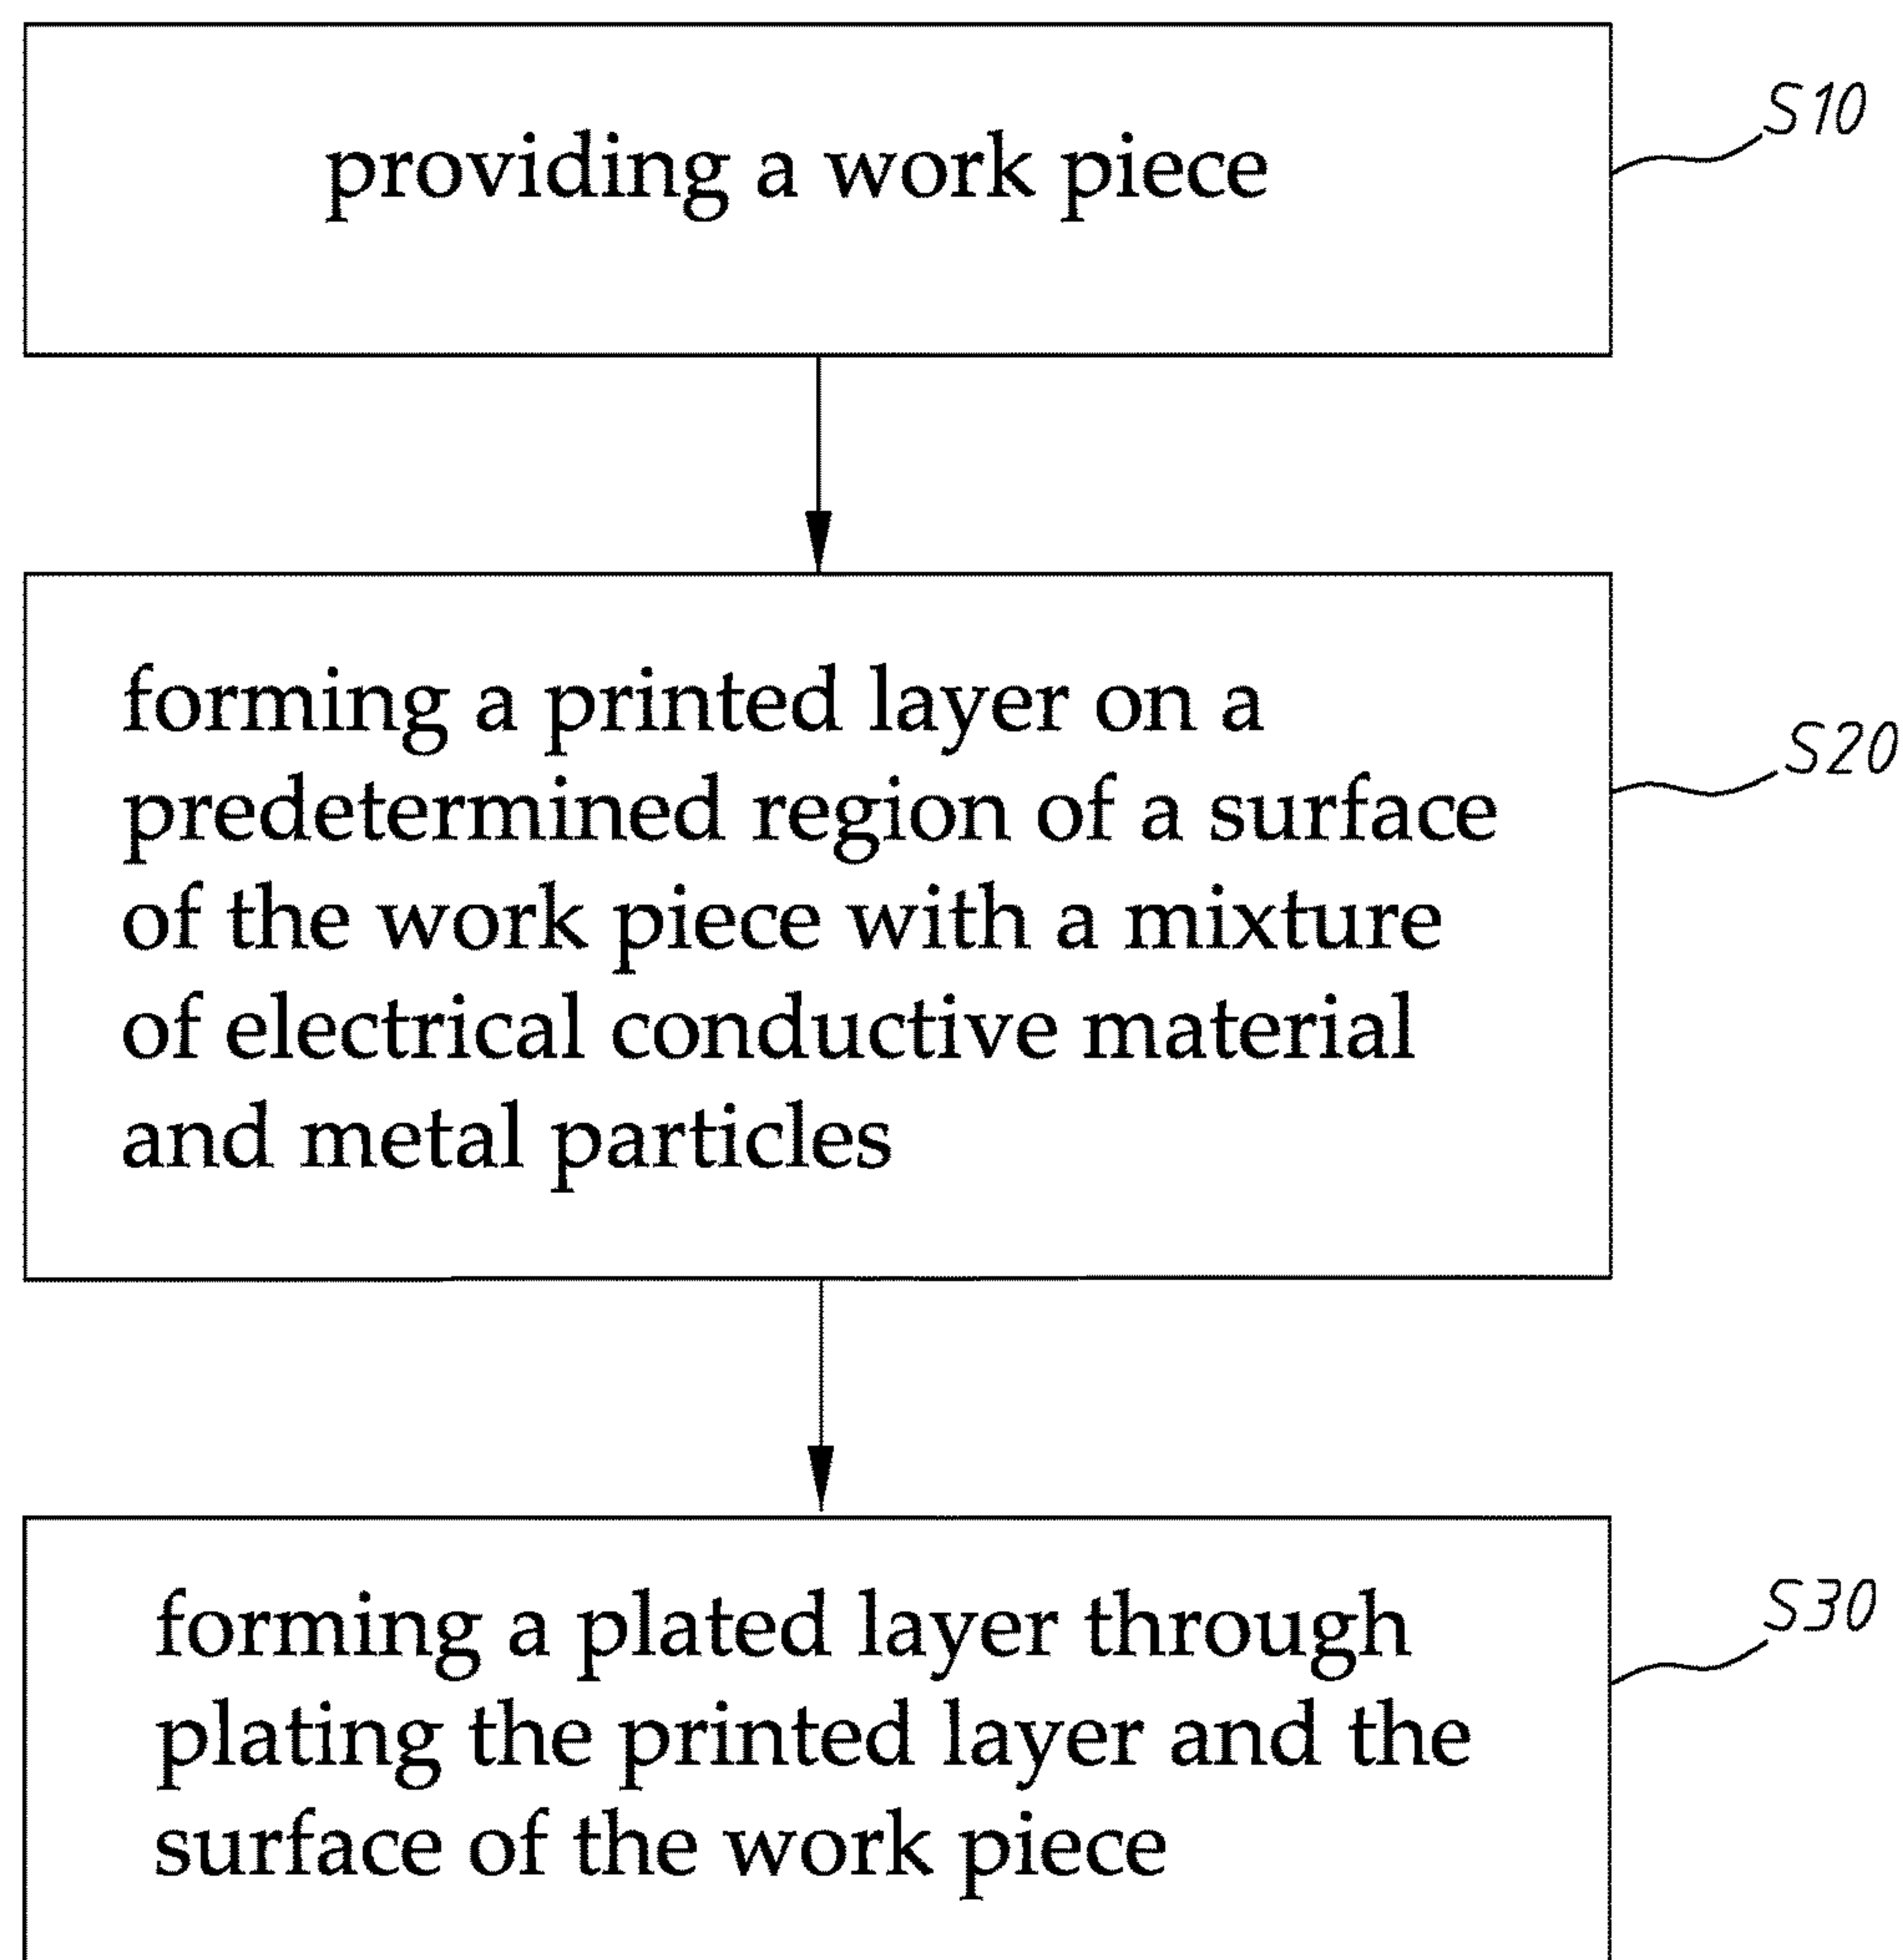 providing a work piece
S10
forming a printed layer on a
predetermined region of a surface
of the work piece with a mixture
of electrical conductive material
and metal particles
S20
forming a plated layer through
plating the printed layer and the
surface of the work piece
S30